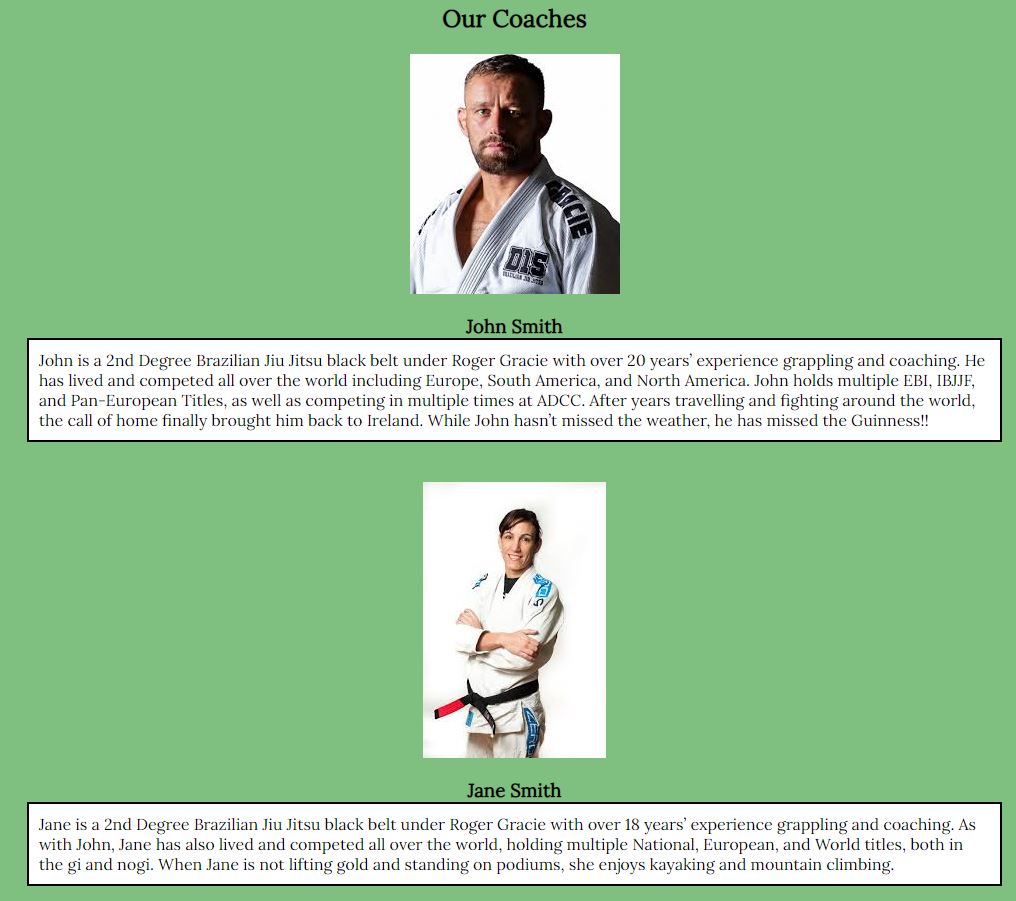 Our Coaches
GRACIE
D15
BRAZILIAN JIU JITSU
John Smith
John is a 2nd Degree Brazilian Jiu Jitsu black belt under Roger Gracie with over 20 years’ experience grappling and coaching. He
has lived and competed all over the world including Europe, South America, and North America. John holds multiple EBI, IBJJF,
and Pan-European Titles, as well as competing in multiple times at ADCC. After years travelling and fighting around the world,
the call of home finally brought him back to Ireland. While John hasn’t missed the weather, he has missed the Guinness!!
Jane Smith
Jane is a 2nd Degree Brazilian Jiu Jitsu black belt under Roger Gracie with over 18 years’ experience grappling and coaching. As
with John, Jane has also lived and competed all over the world, holding multiple National, European, and World titles, both in
the gi and nogi. When Jane is not lifting gold and standing on podiums, she enjoys kayaking and mountain climbing.